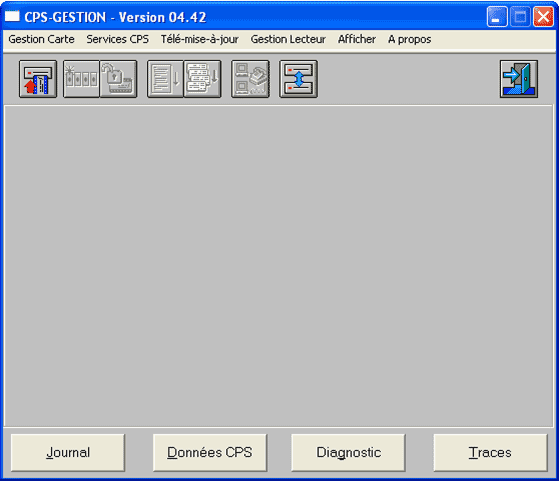 CPS-GESTION - Version 04.42
Gestion Carte Services CPS Télé-mise-à-jour Gestion Lecteur Afficher A propos
Journal Données CPS Diagnostic Traces